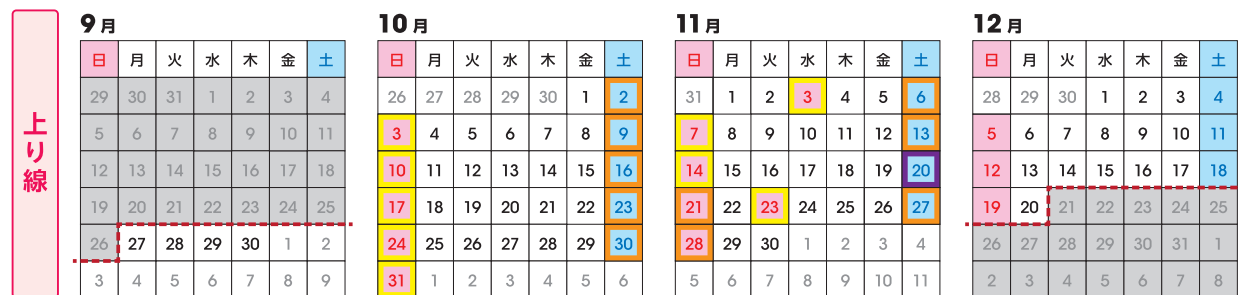 上り線
9月
日 月 火 水 木 金 土
29 30 31 1 2 3 4
5 6 7 8 9 10 11
12 13 14 15 16 17 18
19 20 21 22 23 24 25
26 27 28 29 30 1 2
3 4 5 6 7 8 9
10月
日 月 火 水 木 金 土
26 27 28 29 30 1 2
3 4 5 6 7 8 9
10 11 12 13 14 15 16
17 18 19 20 21 22 23
24 25 26 27 28 29 30
31 1 2 3 4 5 6
11月
日 月 火 水 木 金 土
31 1 2 3 4 5 6
7 8 9 10 11 12 13
14 15 16 17 18 19 20
21 22 23 24 25 26 27
28 29 30 1 2 3 4
5 6 7 8 9 10 11
12月
日 月 火 水 木 金 土
28 29 30 1 2 3 4
5 6 7 8 9 10 11
12 13 14 15 16 17 18
19 20 21 22 23 24 25
26 27 28 29 30 31 1
2 3 4 5 6 7 8